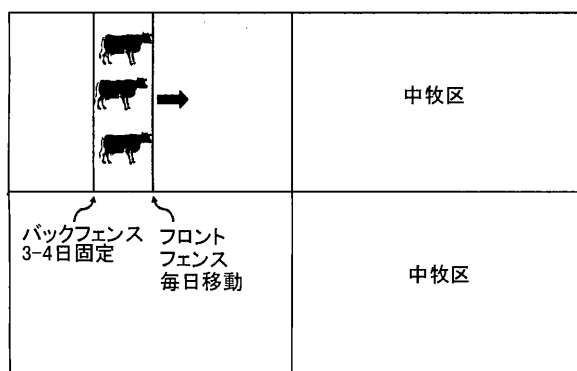 中牧区
バックフェンス
3-4日固定
フロント
フェンス
毎日移動
中牧区